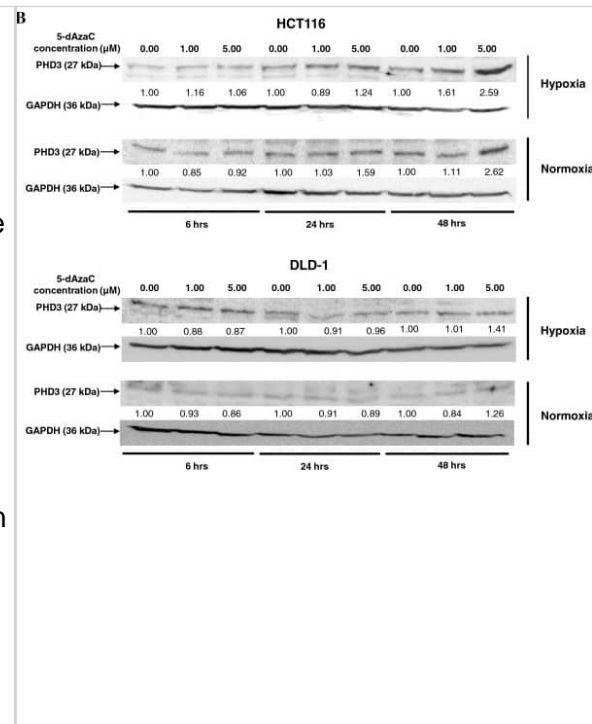 B
HCT116
5-dAzaC
concentration (µM) 0.00 1.00 5.00 0.00 1.00 5.00 0.00 1.00 5.00
PHD3 (27 kDa)
1.00 1.16 1.06 1.00 0.89 1.24 1.00 1.61 2.59
Hypoxia
GAPDH (36 kDa)
PHD3 (27 kDa)
1.00 0.85 0.92 1.00 1.03 1.59 1.00 1.11 2.62
Normoxia
GAPDH (36 kDa)
6 hrs 24 hrs 48 hrs
e
DLD-1
5-dAzaC
concentration (µM) 0.00 1.00 5.00 0.00 1.00 5.00 0.00 1.00 5.00
PHD3 (27 kDa)
1.00 0.88 0.87 1.00 0.91 0.96 1.00 1.01 1.41
Hypoxia
GAPDH (36 kDa)
PHD3 (27 kDa)
1.00 0.93 0.86 1.00 0.91 0.89 1.00 0.84 1.26
Normoxia
GAPDH (36 kDa)
6 hrs 24 hrs 48 hrs